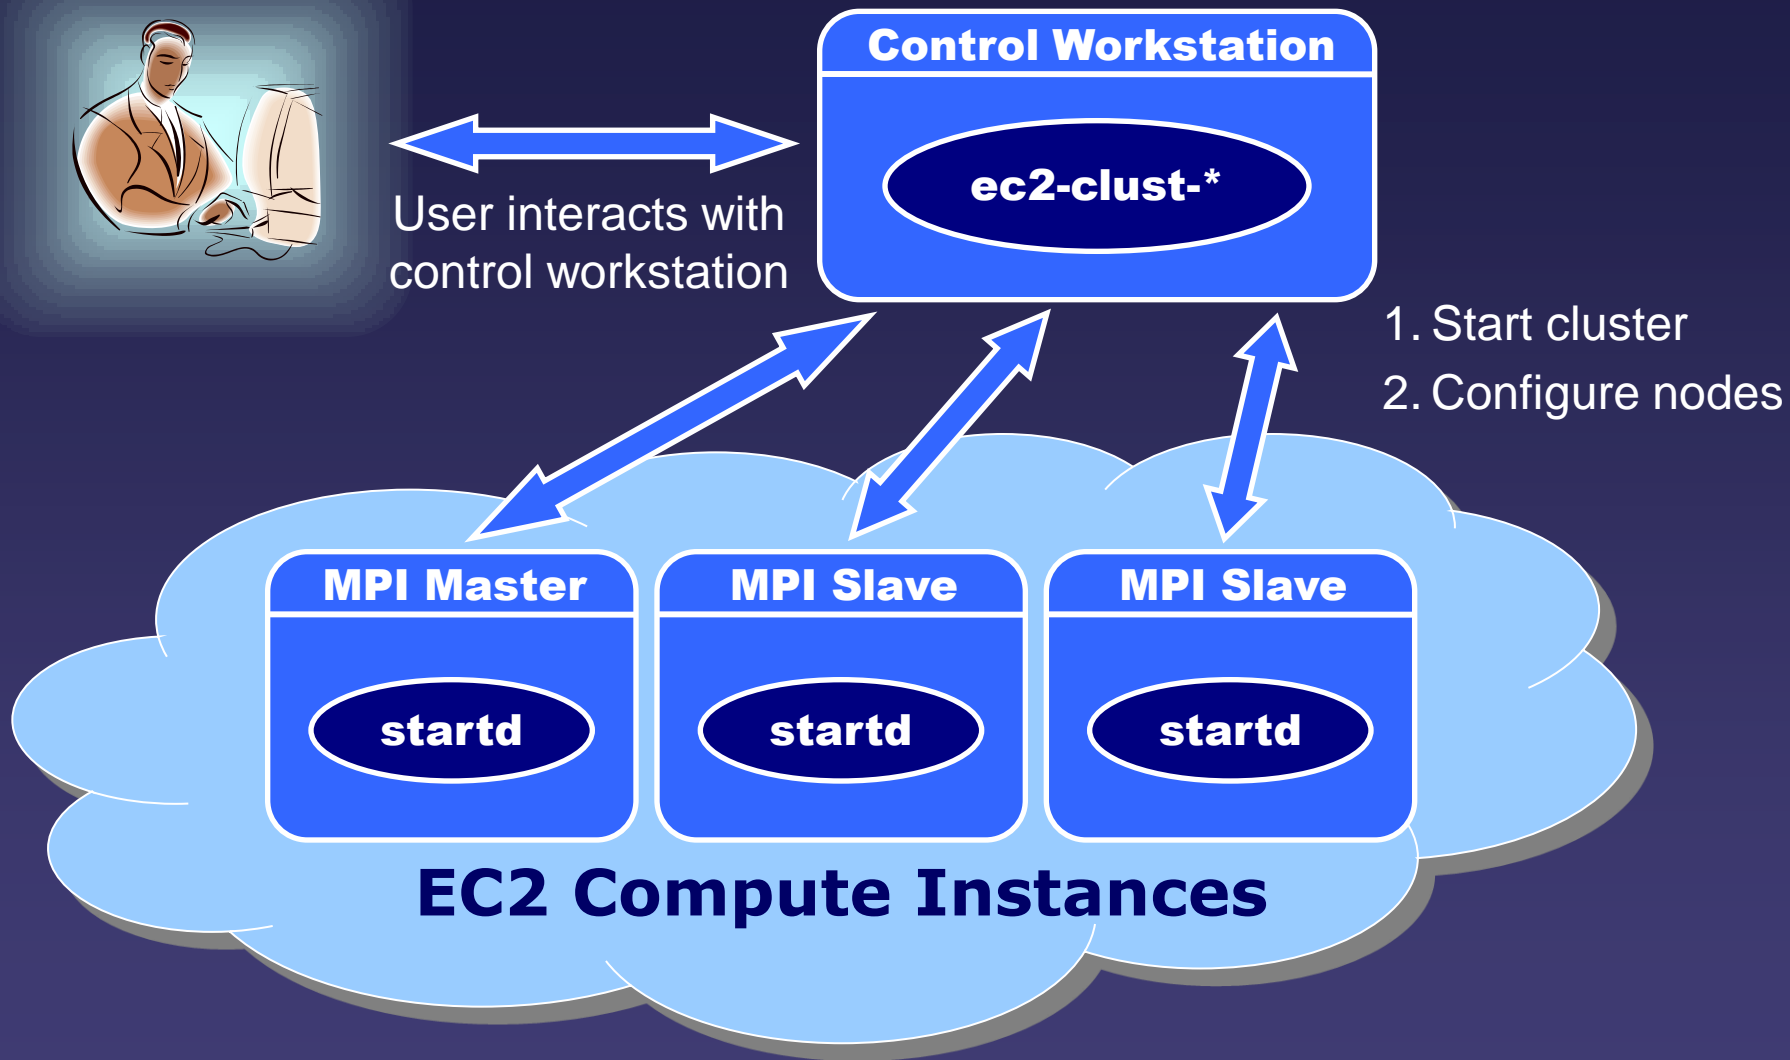 Control Workstation
ec2-clust-*
User interacts with
control workstation
1. Start cluster
2. Configure nodes
MPI Master
MPI Slave
MPI Slave
startd
startd
startd
EC2 Compute Instances